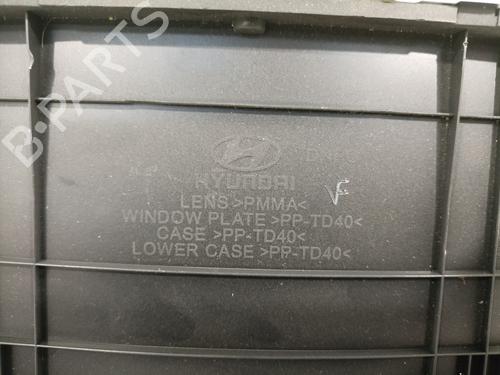 B-PARTS
HYUNDAI
LENS >PMMA<
WINDOW PLATE >PP-TD40<
CASE >PP-TD40<
LOWER CASE >PP-TD40<